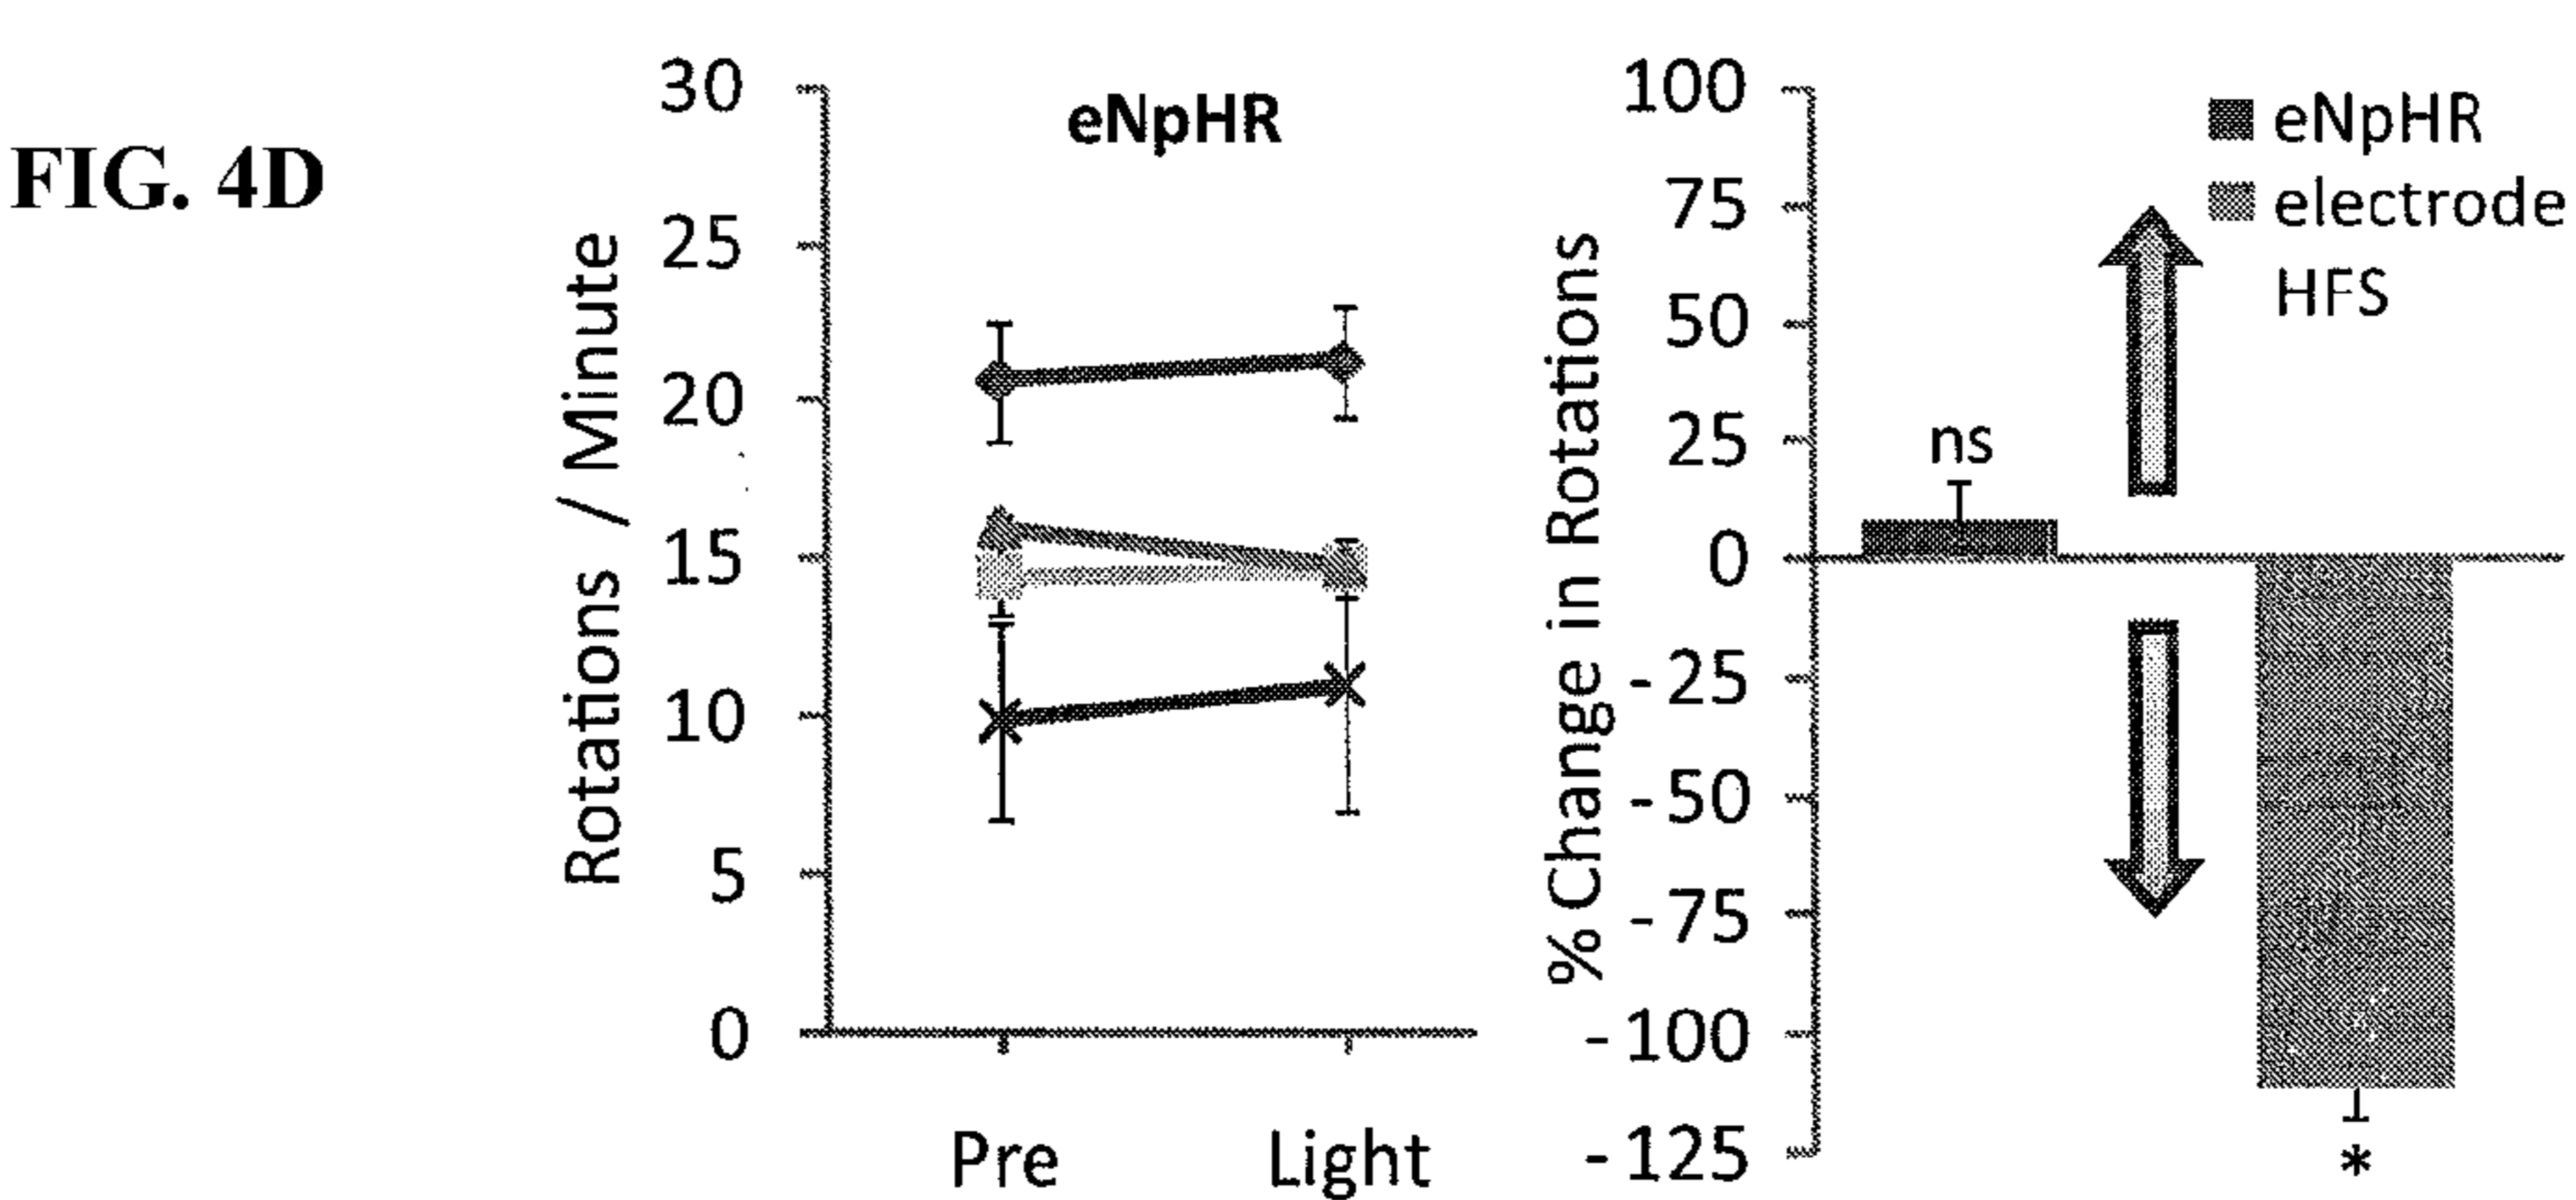 FIG. 4D
eNpHR
Rotations / Minute
30
25
20
15
10
5
0
Pre
Light
% Change in Rotations
100
75
50
25
0
-25
-50
-75
-100
-125
ns
*
eNpHR
electrode
HFS